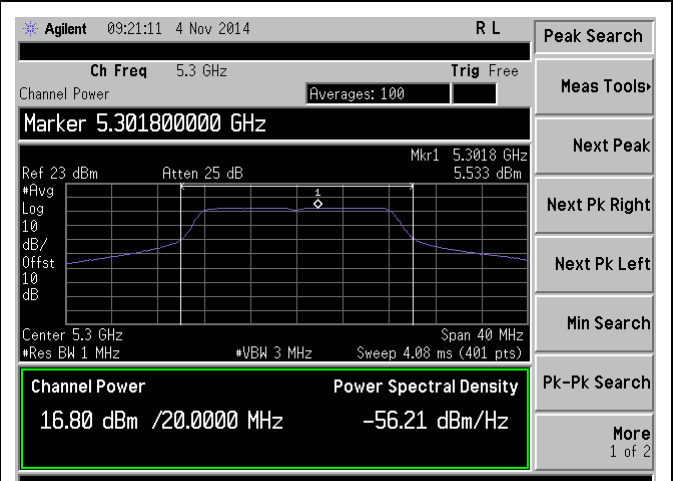 Agilent 09:21:11 4 Nov 2014 R L
Peak Search
Ch Freq 5.3 GHz Trig Free
Channel Power Averages: 100
Meas Tools
Marker 5.301800000 GHz
Next Peak
Mkr1 5.3018 GHz
Ref 23 dBm Atten 25 dB 5.533 dBm
#Avg
Log
10
dB/
Offst
10
dB
1
Next Pk Right
Next Pk Left
Center 5.3 GHz Span 40 MHz
#Res BW 1 MHz #VBW 3 MHz Sweep 4.08 ms (401 pts)
Min Search
Channel Power Power Spectral Density
16.80 dBm /20.0000 MHz -56.21 dBm/Hz
Pk-Pk Search
More
1 of 2